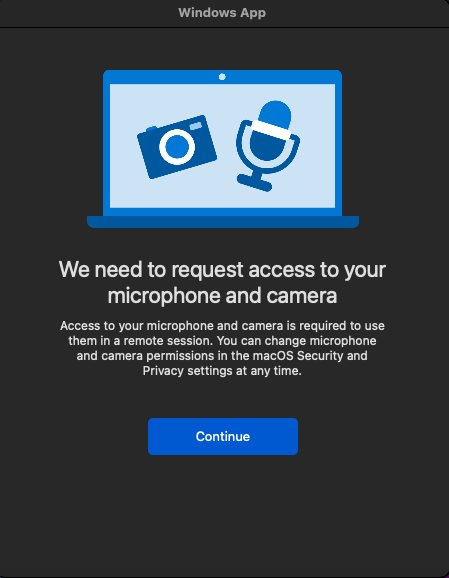 Windows App
We need to request access to your
microphone and camera
Access to your microphone and camera is required to use
them in a remote session. You can change microphone
and camera permissions in the macOS Security and
Privacy settings at any time.
Continue